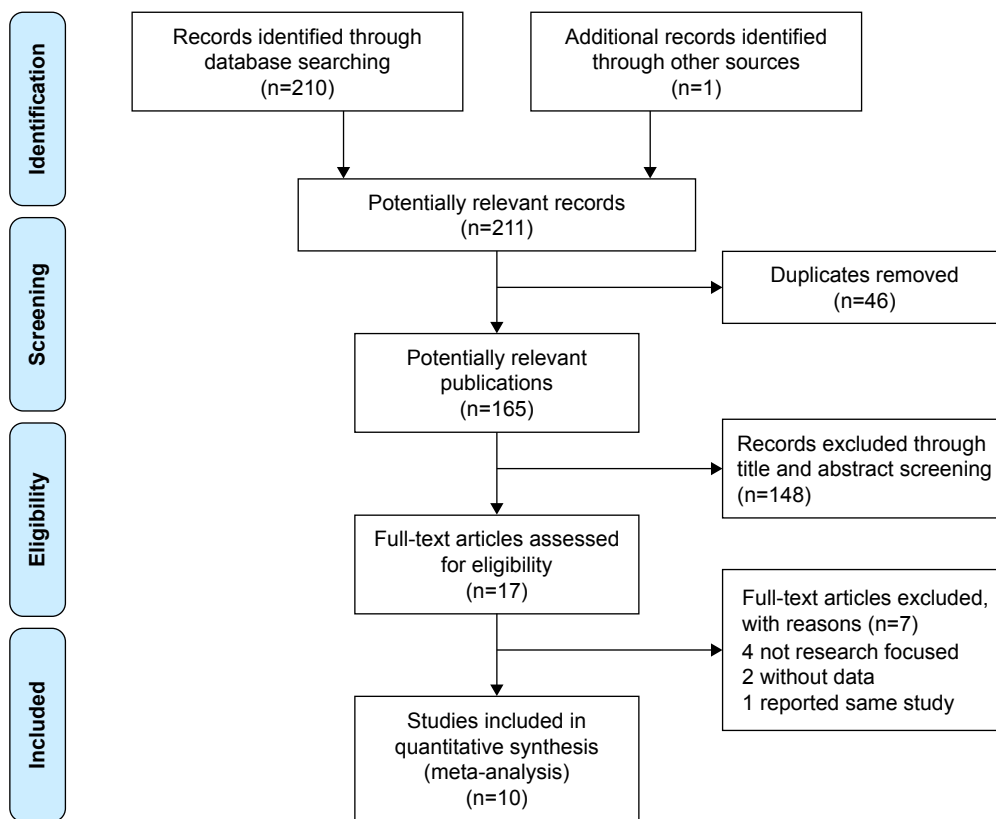 Identification
Records identified through
database searching
(n=210)
Additional records identified
through other sources
(n=1)
Potentially relevant records
(n=211)
Screening
Duplicates removed
(n=46)
Potentially relevant
publications
(n=165)
Eligibility
Records excluded through
title and abstract screening
(n=148)
Full-text articles assessed
for eligibility
(n=17)
Full-text articles excluded,
with reasons (n=7)
4 not research focused
2 without data
1 reported same study
Included
Studies included in
quantitative synthesis
(meta-analysis)
(n=10)